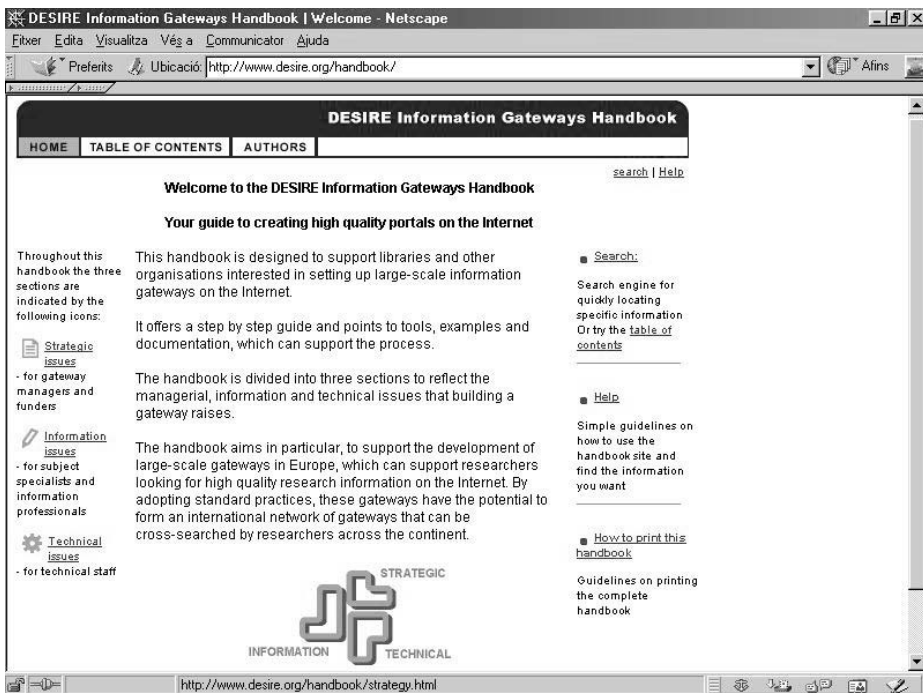 DESIRE Information Gateways Handbook | Welcome - Netscape
Fitxer Edita Visualitza Vés a Communicator Ajuda
Preferits Ubicació: http://www.desire.org/handbook/ Afins
DESIRE Information Gateways Handbook
HOME TABLE OF CONTENTS AUTHORS
search | Help
Welcome to the DESIRE Information Gateways Handbook
Your guide to creating high quality portals on the Internet
Throughout this
handbook the three
sections are
indicated by the
following icons:
Strategic
issues
- for gateway
managers and
funders
Information
issues
- for subject
specialists and
information
professionals
Technical
issues
- for technical staff
This handbook is designed to support libraries and other
organisations interested in setting up large-scale information
gateways on the Internet.
It offers a step by step guide and points to tools, examples and
documentation, which can support the process.
The handbook is divided into three sections to reflect the
managerial, information and technical issues that building a
gateway raises.
The handbook aims in particular, to support the development of
large-scale gateways in Europe, which can support researchers
looking for high quality research information on the Internet. By
adopting standard practices, these gateways have the potential to
form an international network of gateways that can be
cross-searched by researchers across the continent.
STRATEGIC
INFORMATION
TECHNICAL
Search:
Search engine for
quickly locating
specific information
Or try the table of
contents
Help
Simple guidelines on
how to use the
handbook site and
find the information
you want
How to print this
handbook
Guidelines on printing
the complete
handbook
http://www.desire.org/handbook/strategy.html